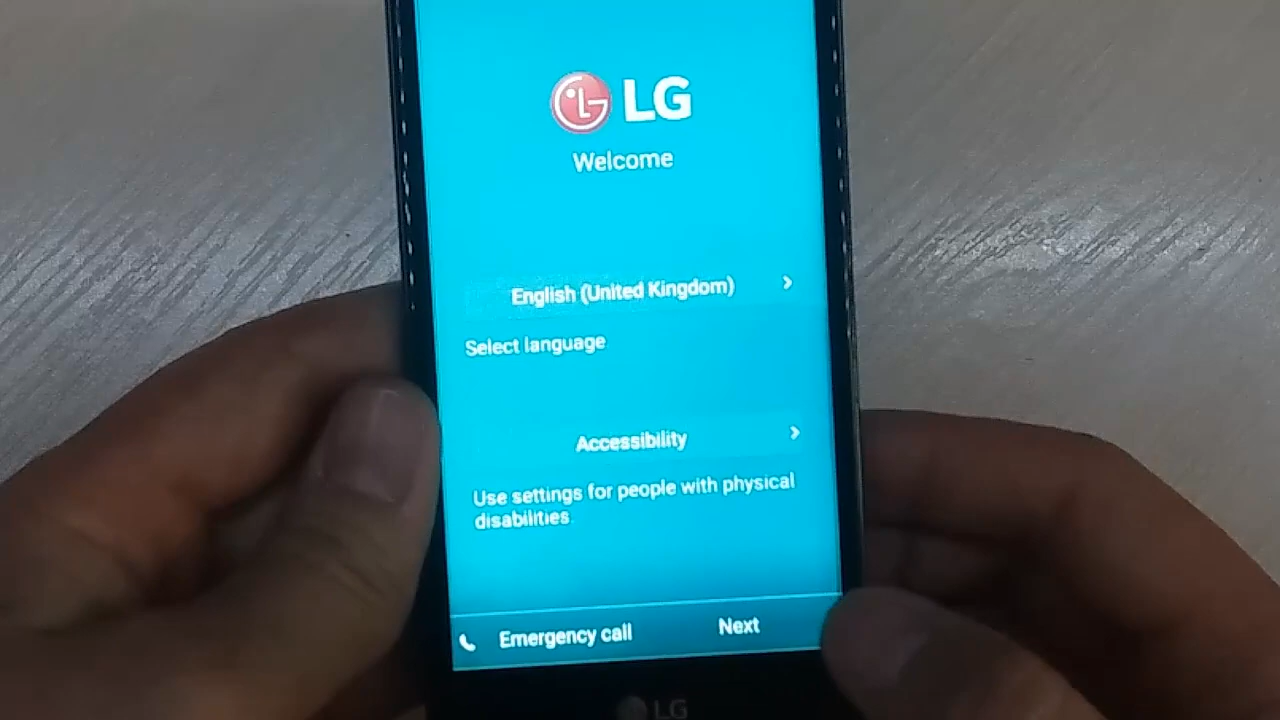 LG
Welcome
English (United Kingdom)
Select language
Accessibility
Use settings for people with physical
disabilities
Emergency call
Next
LG